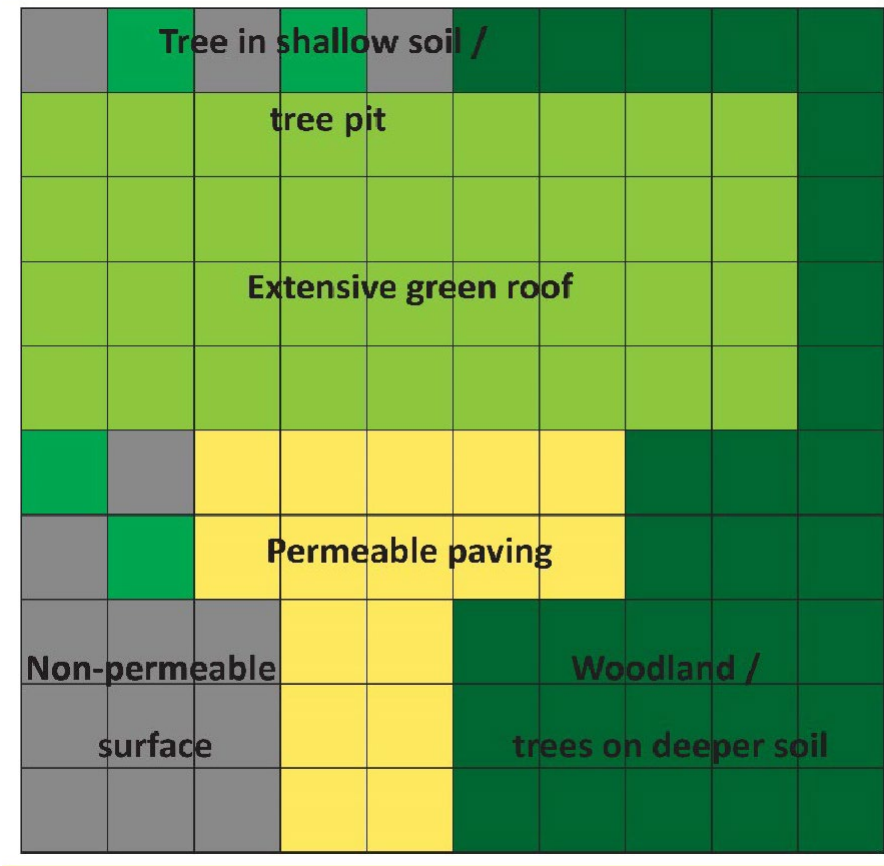 Tree in shallow soil /
tree pit
Extensive green roof
Permeable paving
Non-permeable
surface
Woodland /
trees on deeper soil